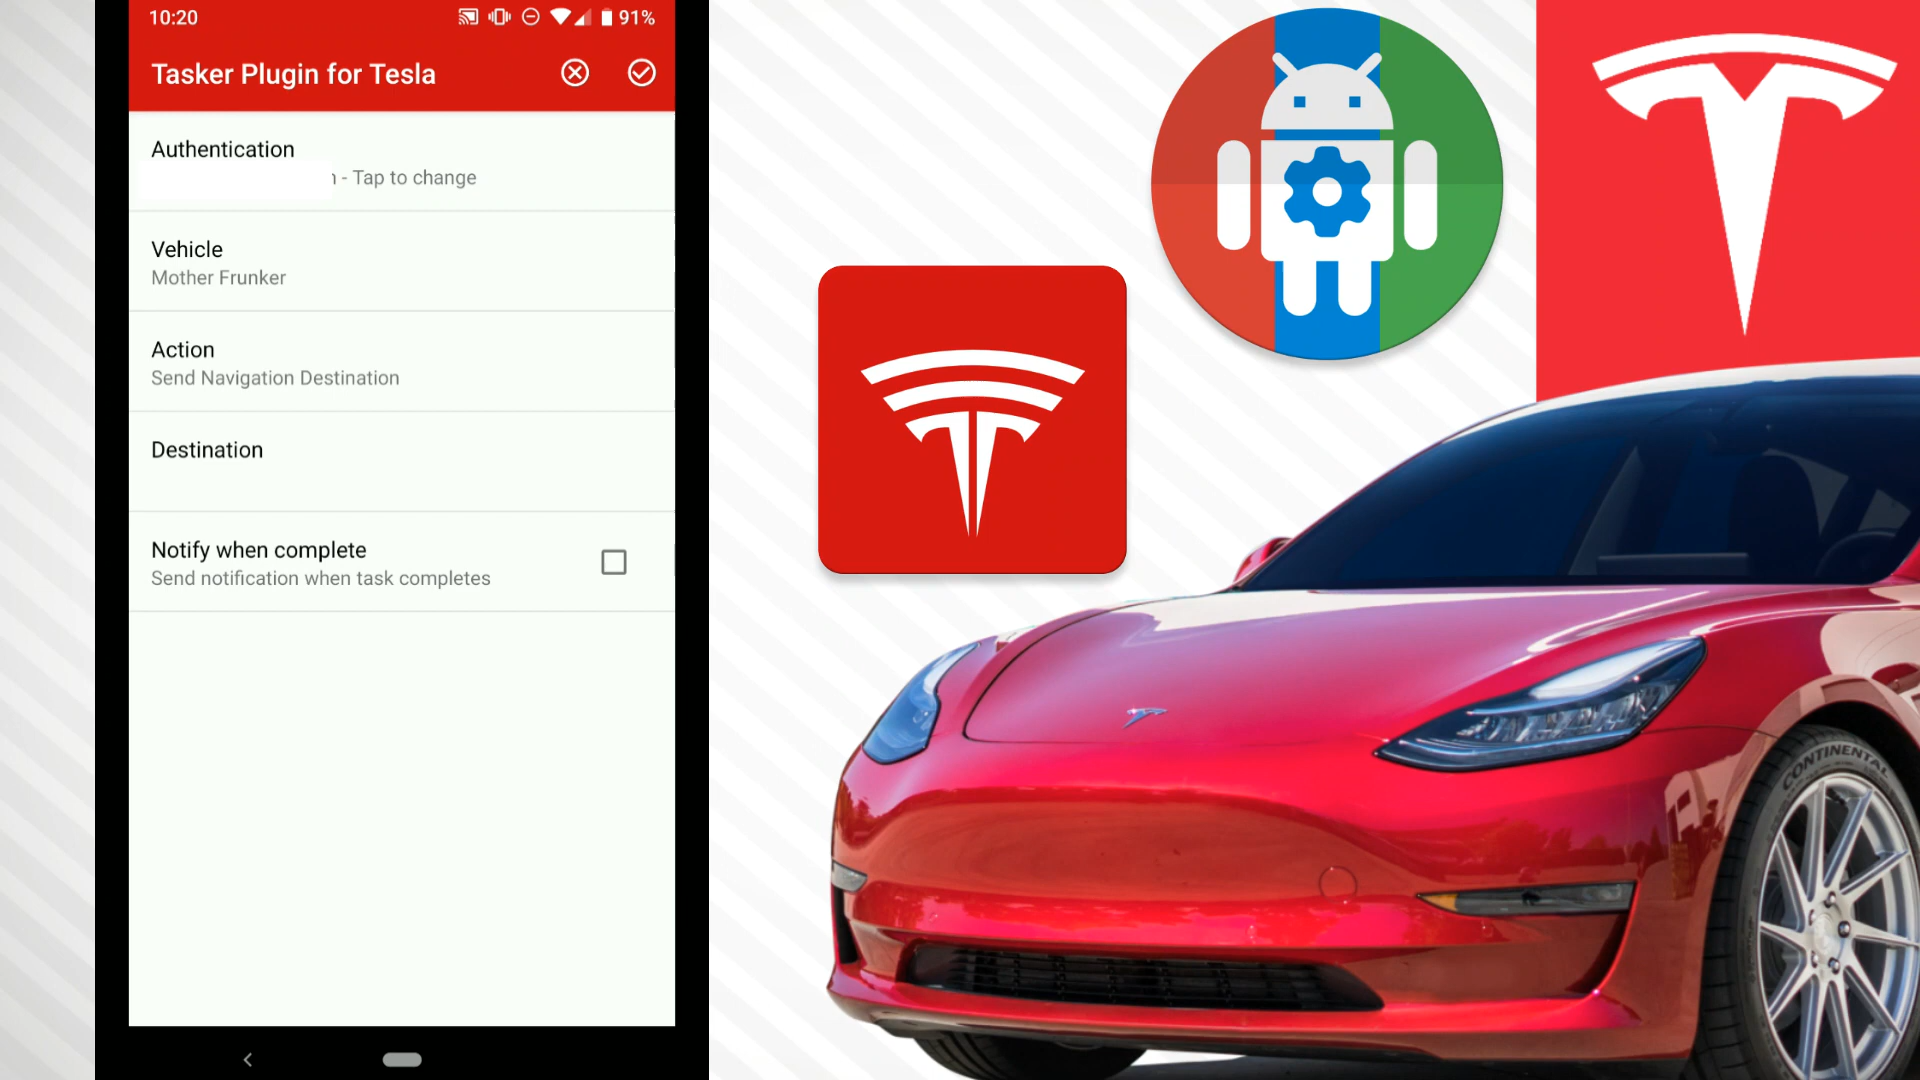 10:20
91%
Tasker Plugin for Tesla
Authentication
- Tap to change
Vehicle
Mother Frunker
Action
Send Navigation Destination
Destination
Notify when complete
Send notification when task completes
CONTINENTAL